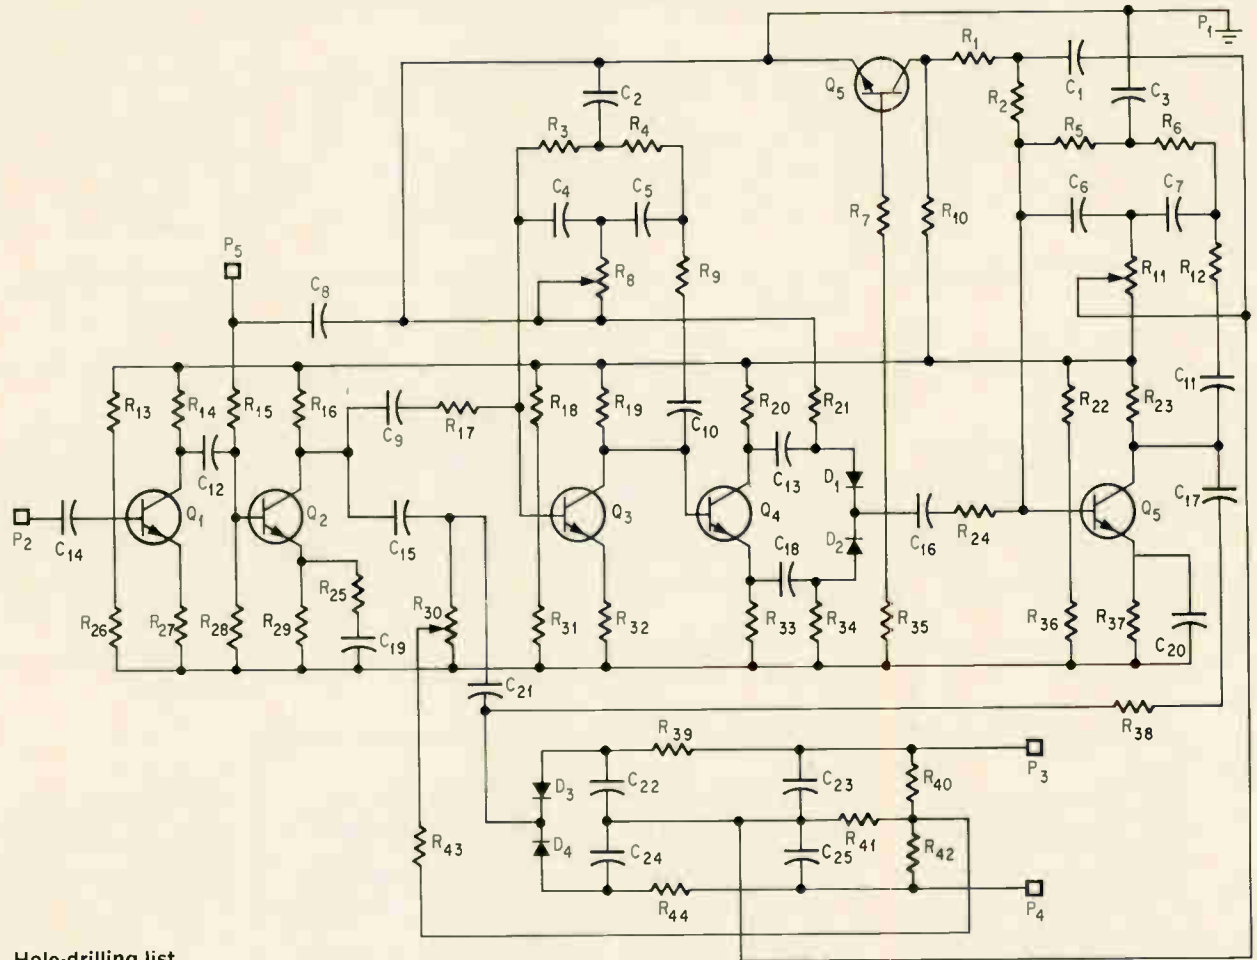 P1
R1
Q5
C1
C2
C3
R2
R3 R4
R5 R6
C4 C5
C6 C7
R7 R10
P5
R8
R9
R11 R12
C8
R13 R14 R15 R16
R18 R19
R20 R21
R22 R23
C11
C9
R17
C10
C12
C13
D1
C17
P2
C14
Q1
Q2
C15
Q3
Q4
D2
C16
R24
Q5
C18
R25
R30
R26 R27 R28 R29
C19
R31 R32
R33 R34 R35
R36 R37
C20
C21
R38
R39
P3
D3
C22
C23
R40
R43
D4
C24
C25
R41
R42
R44
P4
Hole-drilling list